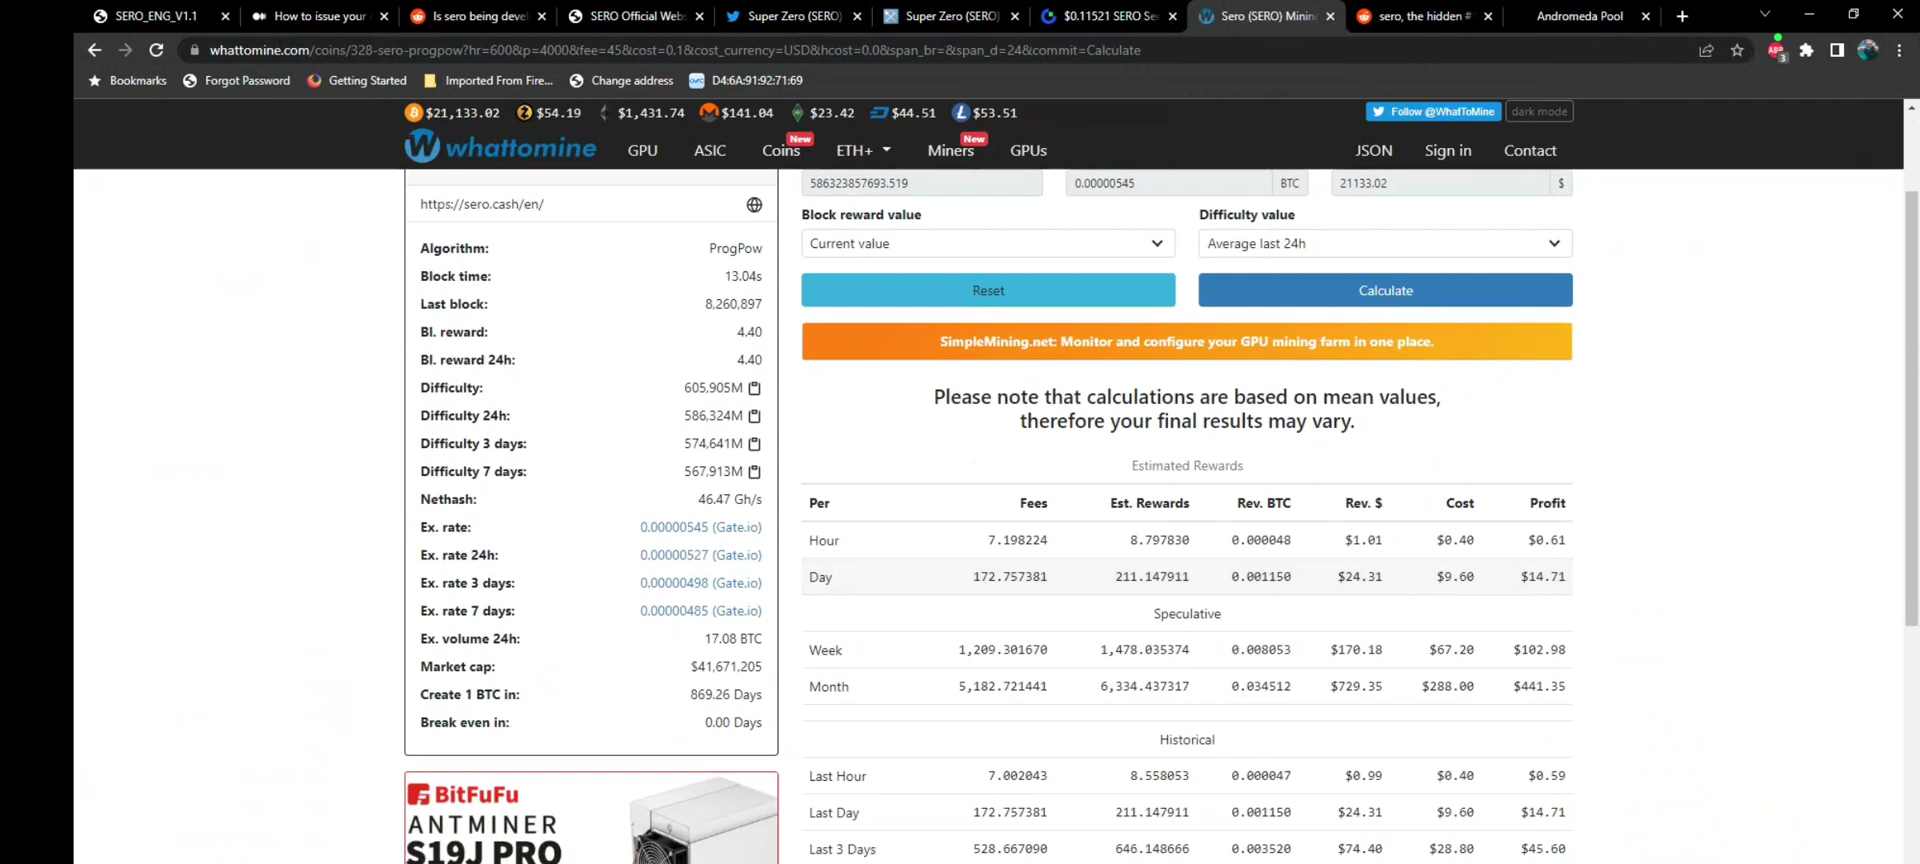 SERO_ENG_V1.1
How to issue your
Is sero being deve
SERO Official Webs
Super Zero (SERO)
Super Zero (SERO)
$0.11521 SERO Se
Sero (SERO) Minin
sero, the hidden #
Andromeda Pool
whattomine.com/coins/328-sero-progpow?hr=600&p=4000&fee=45&cost=0.1&cost_currency=USD&hcost=0.0&span_br=&span_d=24&commit=Calculate
ABP
3
Bookmarks Forgot Password Getting Started Imported From Fire... Change address D4:6A:91:92:71:69
$21,133.02 $54.19 $1,431.74 $141.04 $23.42 $44.51 $53.51
Follow @WhatToMine dark mode
whattomine
GPU ASIC Coins New ETH+ Miners New GPUs
JSON Sign in Contact
586323857693.519 0.00000545 BTC 21133.02 $
https://sero.cash/en/
Algorithm: ProgPow
Block time: 13.04s
Last block: 8,260,897
Bl. reward: 4.40
Bl. reward 24h: 4.40
Difficulty: 605,905M
Difficulty 24h: 586,324M
Difficulty 3 days: 574,641M
Difficulty 7 days: 567,913M
Nethash: 46.47 Gh/s
Ex. rate: 0.00000545 (Gate.io)
Ex. rate 24h: 0.00000527 (Gate.io)
Ex. rate 3 days: 0.00000498 (Gate.io)
Ex. rate 7 days: 0.00000485 (Gate.io)
Ex. volume 24h: 17.08 BTC
Market cap: $41,671,205
Create 1 BTC in: 869.26 Days
Break even in: 0.00 Days
BitFuFu
ANTMINER
S19J PRO
Block reward value Difficulty value
Current value Average last 24h
Reset Calculate
SimpleMining.net: Monitor and configure your GPU mining farm in one place.
Please note that calculations are based on mean values,
therefore your final results may vary.
Estimated Rewards
Per Fees Est. Rewards Rev. BTC Rev. $ Cost Profit
Hour 7.198224 8.797830 0.000048 $1.01 $0.40 $0.61
Day 172.757381 211.147911 0.001150 $24.31 $9.60 $14.71
Speculative
Week 1,209.301670 1,478.035374 0.008053 $170.18 $67.20 $102.98
Month 5,182.721441 6,334.437317 0.034512 $729.35 $288.00 $441.35
Historical
Last Hour 7.002043 8.558053 0.000047 $0.99 $0.40 $0.59
Last Day 172.757381 211.147911 0.001150 $24.31 $9.60 $14.71
Last 3 Days 528.667090 646.148666 0.003520 $74.40 $28.80 $45.60